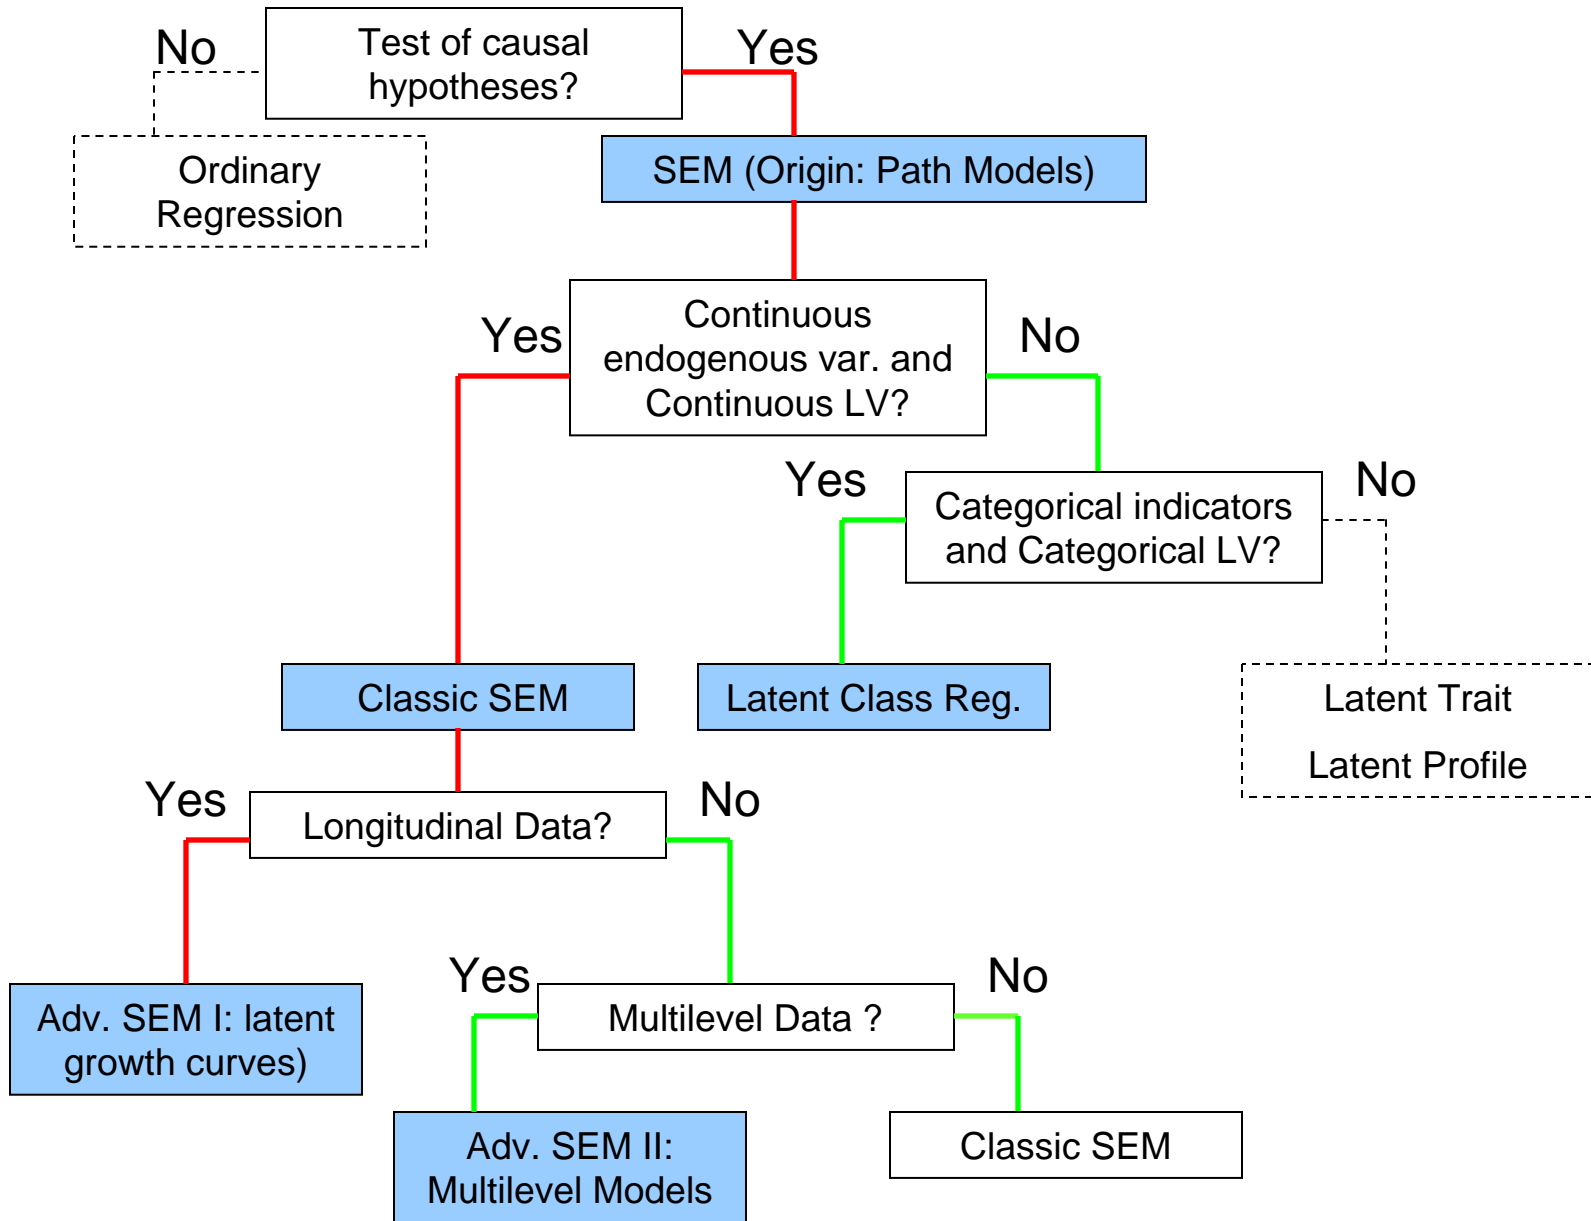 No
Test of causal
hypotheses?
Yes
Ordinary
Regression
SEM (Origin: Path Models)
Yes
Continuous
endogenous var. and
Continuous LV?
No
Yes
Categorical indicators
and Categorical LV?
No
Classic SEM
Latent Class Reg.
Latent Trait
Latent Profile
Yes
Longitudinal Data?
No
Adv. SEM I: latent
growth curves)
Yes
Multilevel Data ?
No
Adv. SEM II:
Multilevel Models
Classic SEM